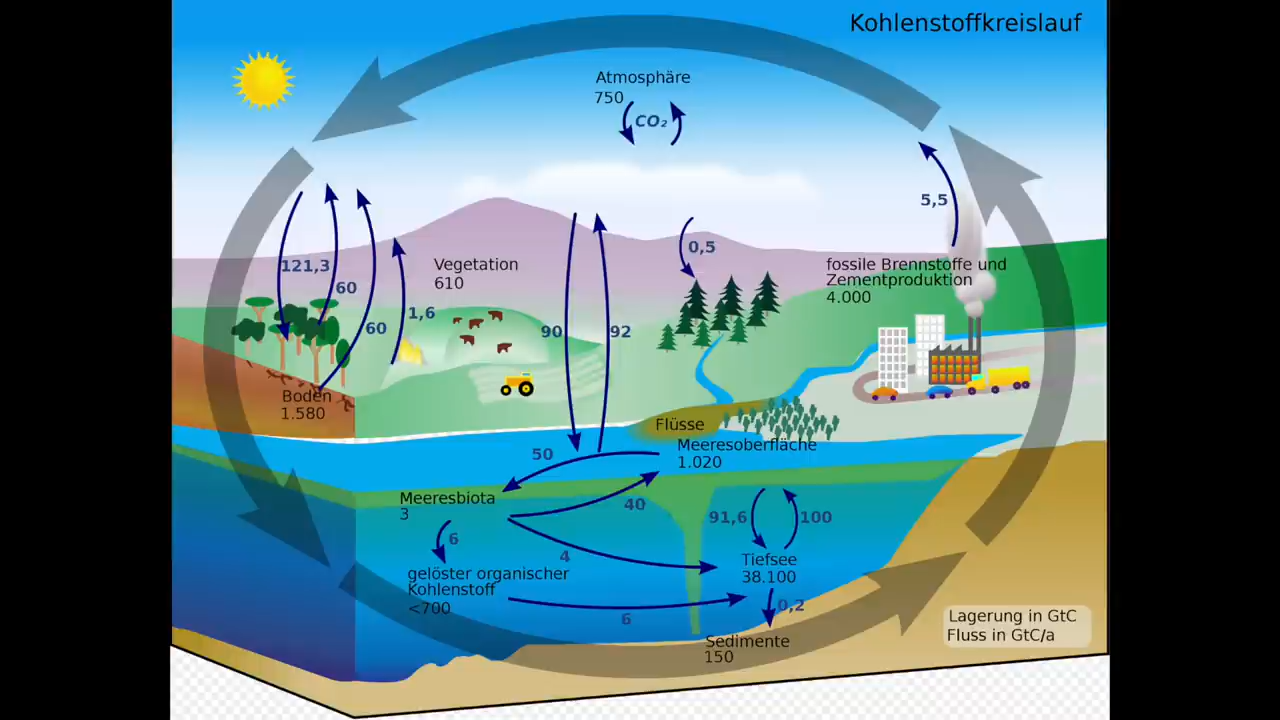 Kohlenstoffkreislauf
Atmosphäre
750
CO₂
5,5
121,3
60
60
1,6
Vegetation
610
90
92
0,5
fossile Brennstoffe und
Zementproduktion
4.000
Boden
1.580
Flüsse
Meeresoberfläche
1.020
50
40
Meeresbiota
3
6
4
91,6
100
Tiefsee
38.100
gelöster organischer
Kohlenstoff
<700
6
0,2
Sedimente
150
Lagerung in GtC
Fluss in GtC/a